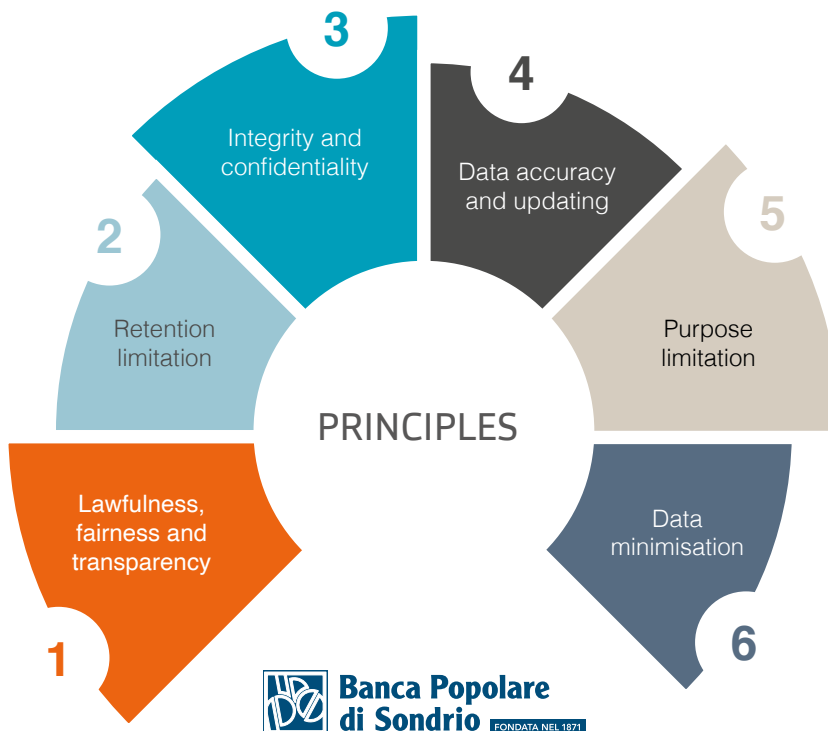 1
Lawfulness,
fairness and
transparency
2
Retention
limitation
3
Integrity and
confidentiality
4
Data accuracy
and updating
5
Purpose
limitation
6
Data
minimisation
PRINCIPLES
Banca Popolare
di Sondrio FONDATA NEL 1871